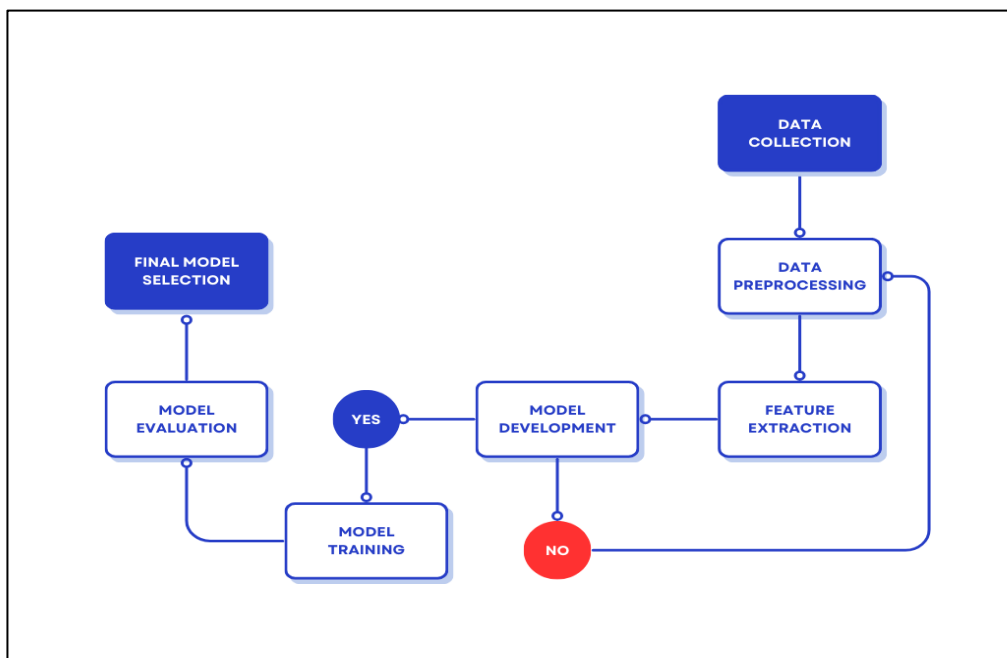 DATA
COLLECTION
FINAL MODEL
SELECTION
DATA
PREPROCESSING
MODEL
EVALUATION
YES
MODEL
DEVELOPMENT
FEATURE
EXTRACTION
MODEL
TRAINING
NO